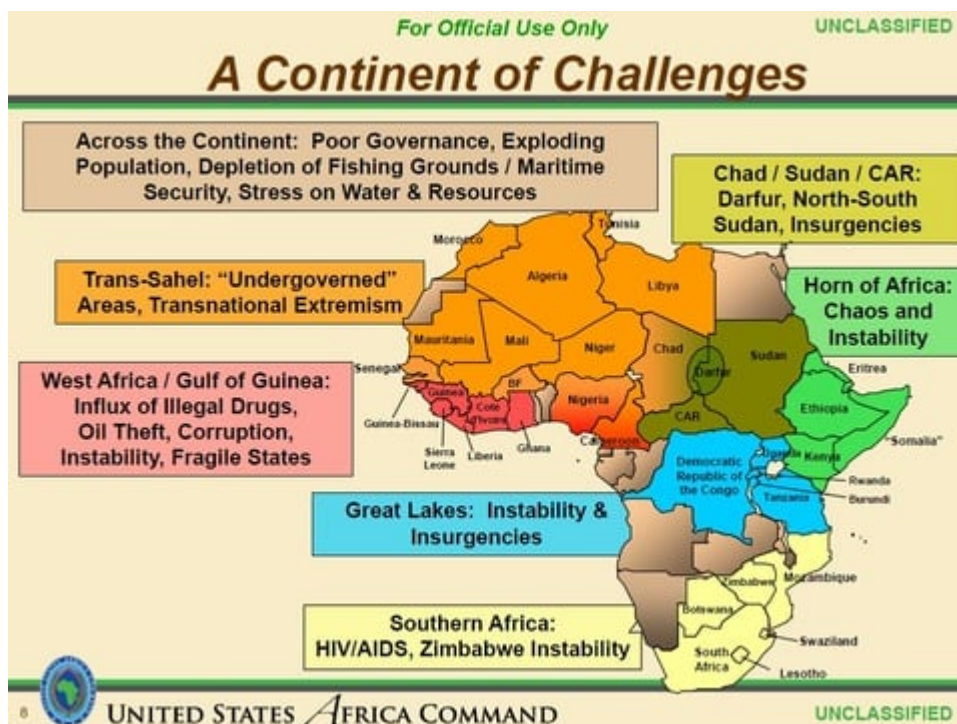 For Official Use Only
UNCLASSIFIED
A Continent of Challenges
Across the Continent: Poor Governance, Exploding
Population, Depletion of Fishing Grounds / Maritime
Security, Stress on Water & Resources
Chad / Sudan / CAR:
Darfur, North-South
Sudan, Insurgencies
Trans-Sahel: “Undergoverned”
Areas, Transnational Extremism
Horn of Africa:
Chaos and
Instability
West Africa / Gulf of Guinea:
Influx of Illegal Drugs,
Oil Theft, Corruption,
Instability, Fragile States
Great Lakes: Instability &
Insurgencies
Southern Africa:
HIV/AIDS, Zimbabwe Instability
Tunisia
Morocco
Algeria
Libya
Mauritania
Mali
Niger
Chad
Sudan
Darfur
Eritrea
Senegal
BF
Guinea
Nigeria
Cote
d'Ivoire
CAR
Ethiopia
Guinea-Bissau
Sierra
Leone
Liberia
Ghana
Cameroon
“Somalia”
Democratic
Republic of
the Congo
Uganda
Kenya
Rwanda
Burundi
Tanzania
Mozambique
Zimbabwe
Botswana
Swaziland
South
Africa
Lesotho
8
UNITED STATES AFRICA COMMAND
UNCLASSIFIED